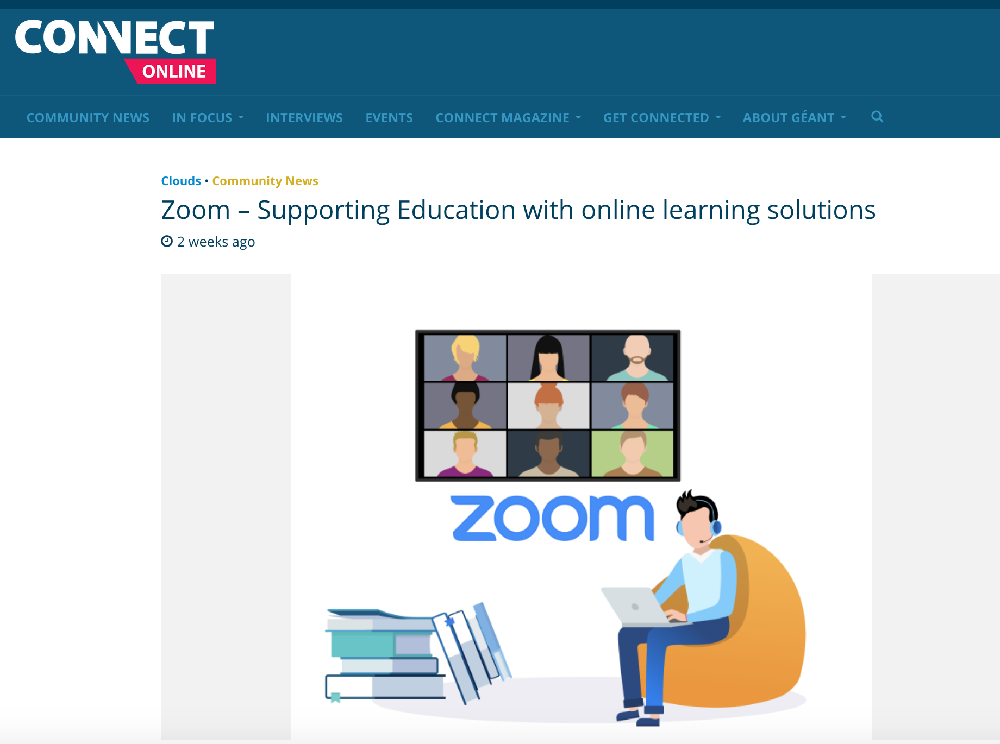 CONNECT
ONLINE
COMMUNITY NEWS IN FOCUS INTERVIEWS EVENTS CONNECT MAGAZINE GET CONNECTED ABOUT GÉANT
Clouds • Community News
Zoom – Supporting Education with online learning solutions
2 weeks ago
zoom